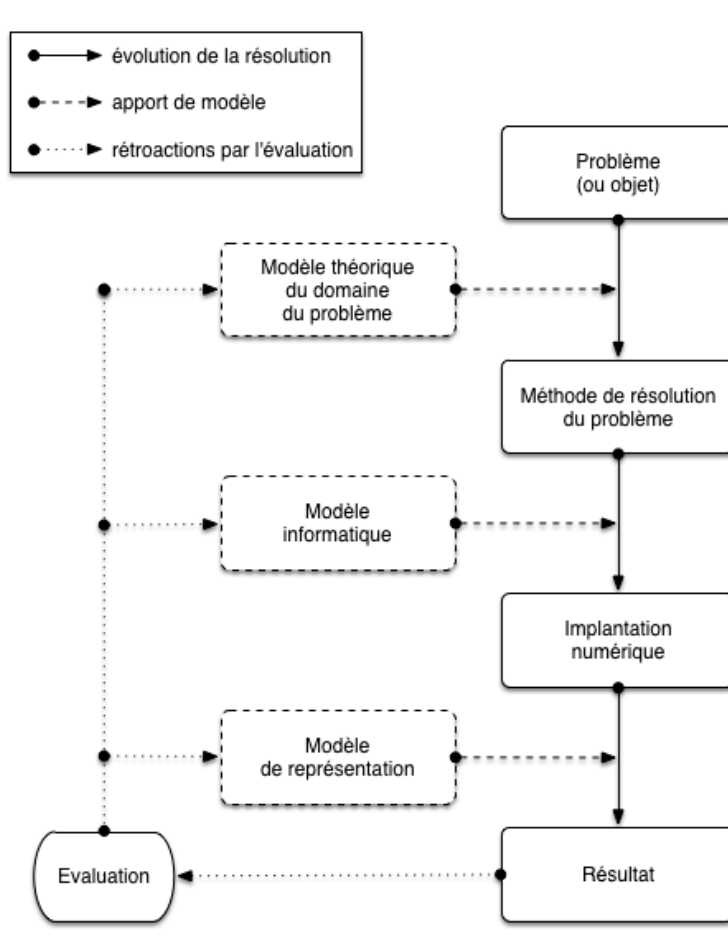 évolution de la résolution
apport de modèle
rétroactions par l'évaluation
Problème
(ou objet)
Modèle théorique
du domaine
du problème
Méthode de résolution
du problème
Modèle
informatique
Implantation
numérique
Modèle
de représentation
Evaluation
Résultat